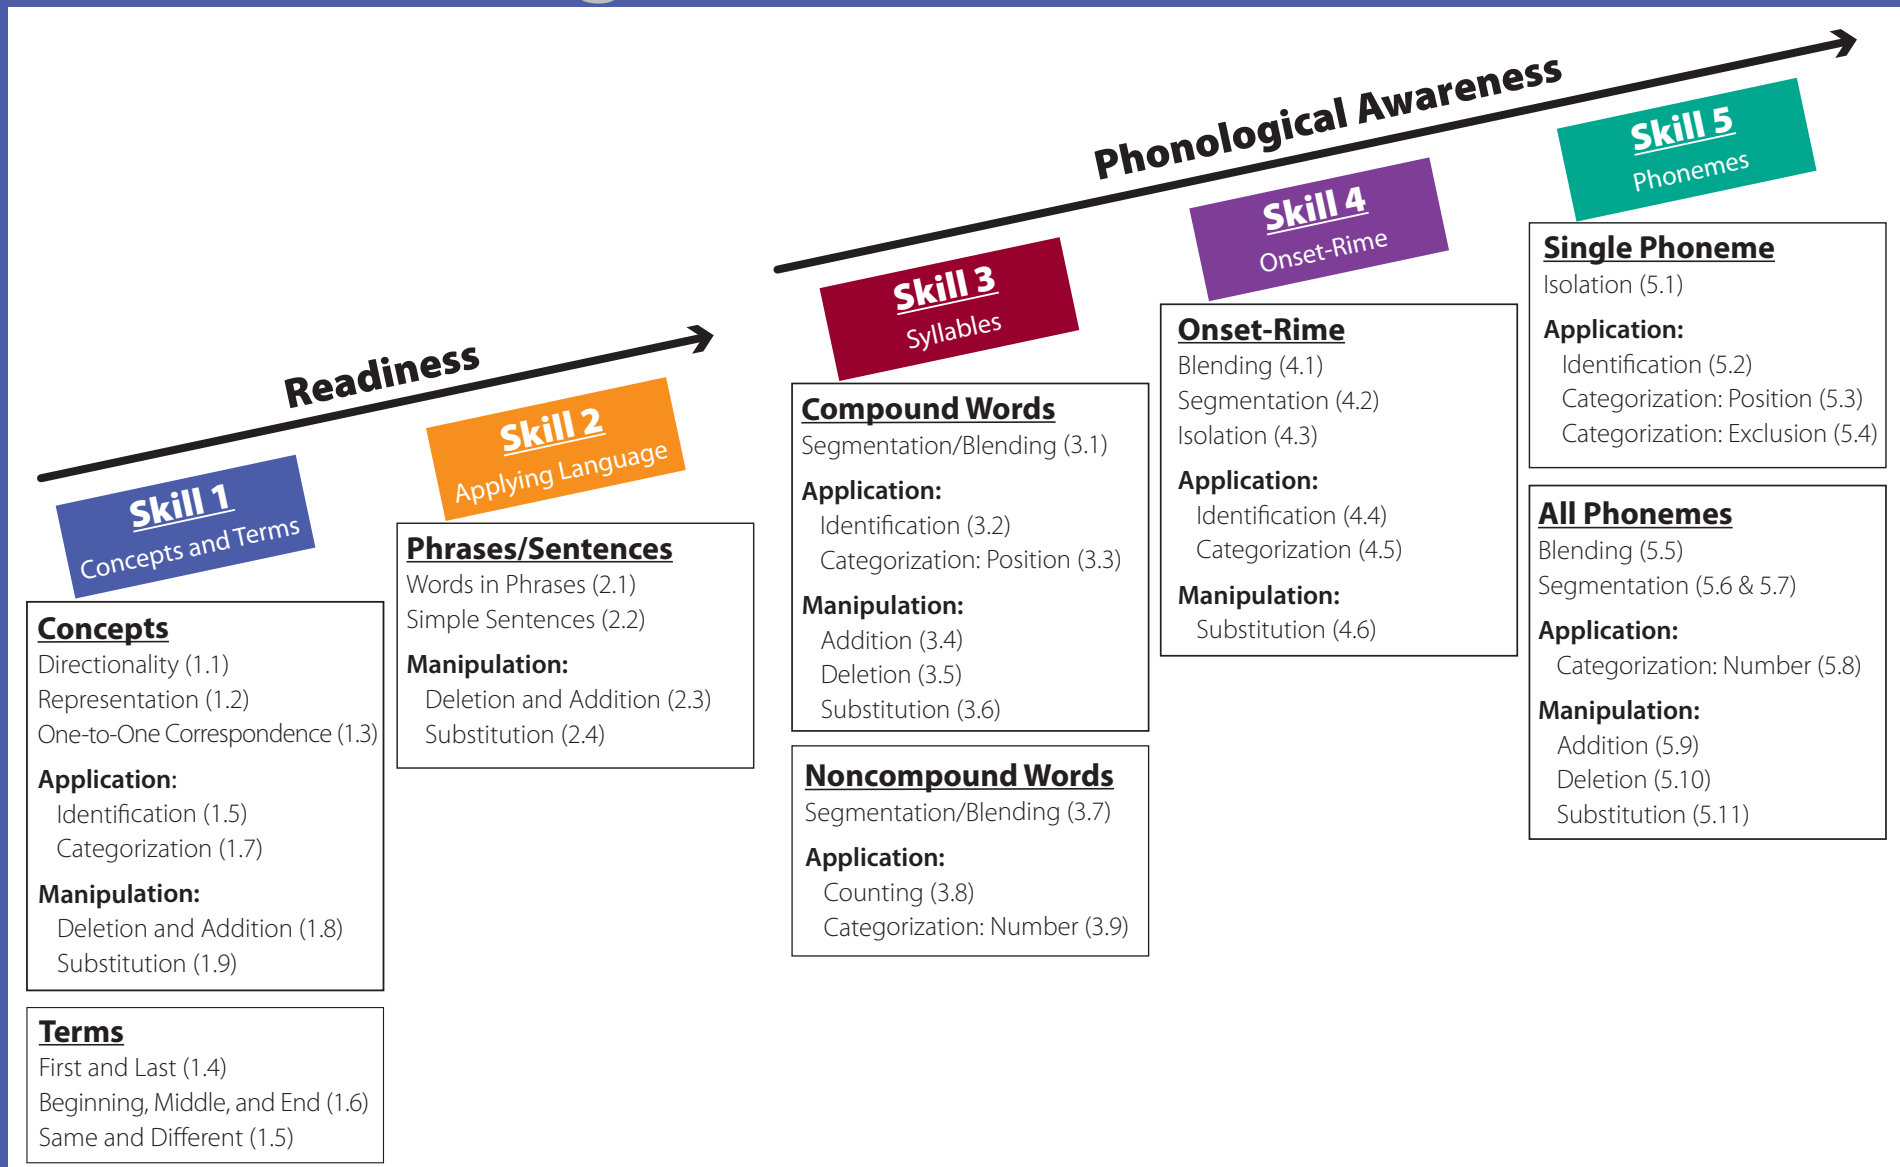 Readiness
Skill 1
Concepts and Terms
Concepts
Directionality (1.1)
Representation (1.2)
One-to-One Correspondence (1.3)
Application:
Identification (1.5)
Categorization (1.7)
Manipulation:
Deletion and Addition (1.8)
Substitution (1.9)
Terms
First and Last (1.4)
Beginning, Middle, and End (1.6)
Same and Different (1.5)
Skill 2
Applying Language
Phrases/Sentences
Words in Phrases (2.1)
Simple Sentences (2.2)
Manipulation:
Deletion and Addition (2.3)
Substitution (2.4)
Phonological Awareness
Skill 3
Syllables
Compound Words
Segmentation/Blending (3.1)
Application:
Identification (3.2)
Categorization: Position (3.3)
Manipulation:
Addition (3.4)
Deletion (3.5)
Substitution (3.6)
Noncompound Words
Segmentation/Blending (3.7)
Application:
Counting (3.8)
Categorization: Number (3.9)
Skill 4
Onset-Rime
Onset-Rime
Blending (4.1)
Segmentation (4.2)
Isolation (4.3)
Application:
Identification (4.4)
Categorization (4.5)
Manipulation:
Substitution (4.6)
Skill 5
Phonemes
Single Phoneme
Isolation (5.1)
Application:
Identification (5.2)
Categorization: Position (5.3)
Categorization: Exclusion (5.4)
All Phonemes
Blending (5.5)
Segmentation (5.6 & 5.7)
Application:
Categorization: Number (5.8)
Manipulation:
Addition (5.9)
Deletion (5.10)
Substitution (5.11)